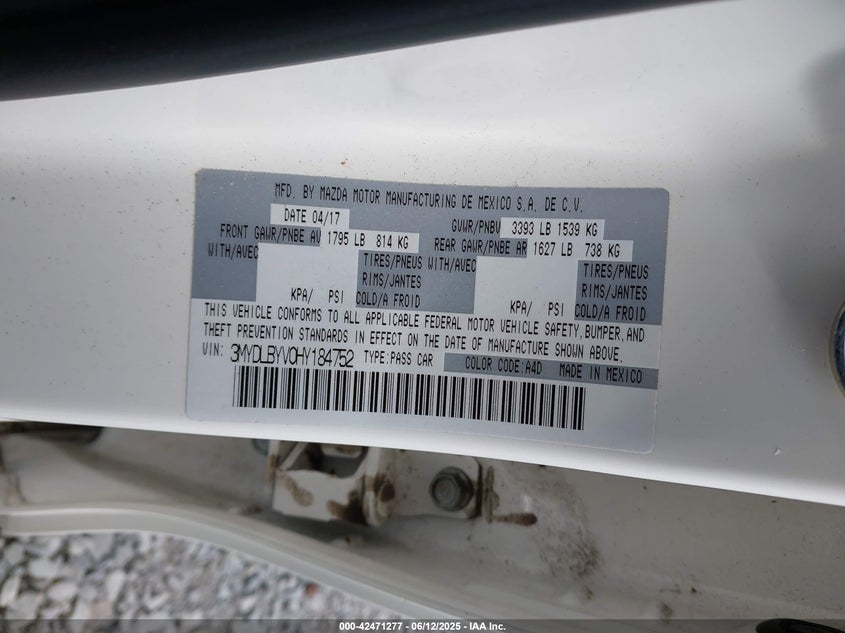 MFD. BY MAZDA MOTOR MANUFACTURING DE MEXICO S.A. DE C.V.
DATE 04/17 GVWR/PNBV 3393 LB 1539 KG
FRONT GAWR/PNBE AV 1795 LB 814 KG REAR GAWR/PNBE AR 1627 LB 738 KG
WITH/AVEC TIRES/PNEUS WITH/AVEC TIRES/PNEUS
RIMS/JANTES RIMS/JANTES
KPA/ PSI COLD/A FROID KPA/ PSI COLD/A FROID
THIS VEHICLE CONFORMS TO ALL APPLICABLE FEDERAL MOTOR VEHICLE SAFETY, BUMPER, AND
THEFT PREVENTION STANDARDS IN EFFECT ON THE DATE OF MANUFACTURE SHOWN ABOVE.
VIN: 3MYDLBYV0HY184752 TYPE:PASS CAR COLOR CODE:A4D MADE IN MEXICO
000-42471277 - 06/12/2025 - IAA Inc.